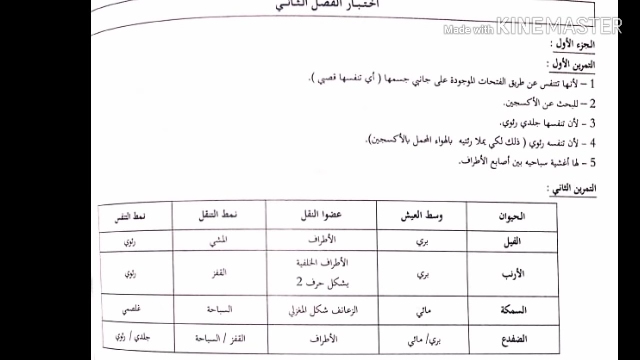 اختبار الفصل الثاني
Made with KINEMASTER
الجزء الأول :
التمرين الأول :
1 – لأنها تتنفس عن طريق الفتحات الموجودة على جانبي جسمها ( أي تنفسها قصبي ).
2 – للبحث عن الأكسجين.
3 – لأن تنفسها جلدي رئوي.
4 – لأن تنفسه رئوي ( ذلك لكي يملا رئتيه بالهواء المحمل بالأكسجين).
5 – لها أغشية سباحيه بين أصابع الأطراف.
التمرين الثاني :
الحيوان وسط العيش عضوا النقل نمط التنقل نمط التنفس
الفيل بري الأطراف المشي رئوي
الأرنب بري الأطراف الخلفية بشكل حرف 2 القفز رئوي
السمكة مائي الزعانف شكل المغزلي السباحة غلصمي
الضفدع بري/ مائي الأطراف القفز / السباحة جلدي/ رئوي